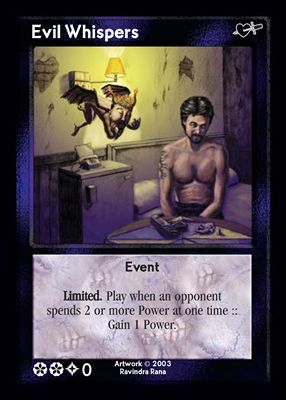 Evil Whispers
Event
Limited. Play when an opponent
spends 2 or more Power at one time ::
Gain 1 Power.
0
Artwork © 2003
Ravindra Rana